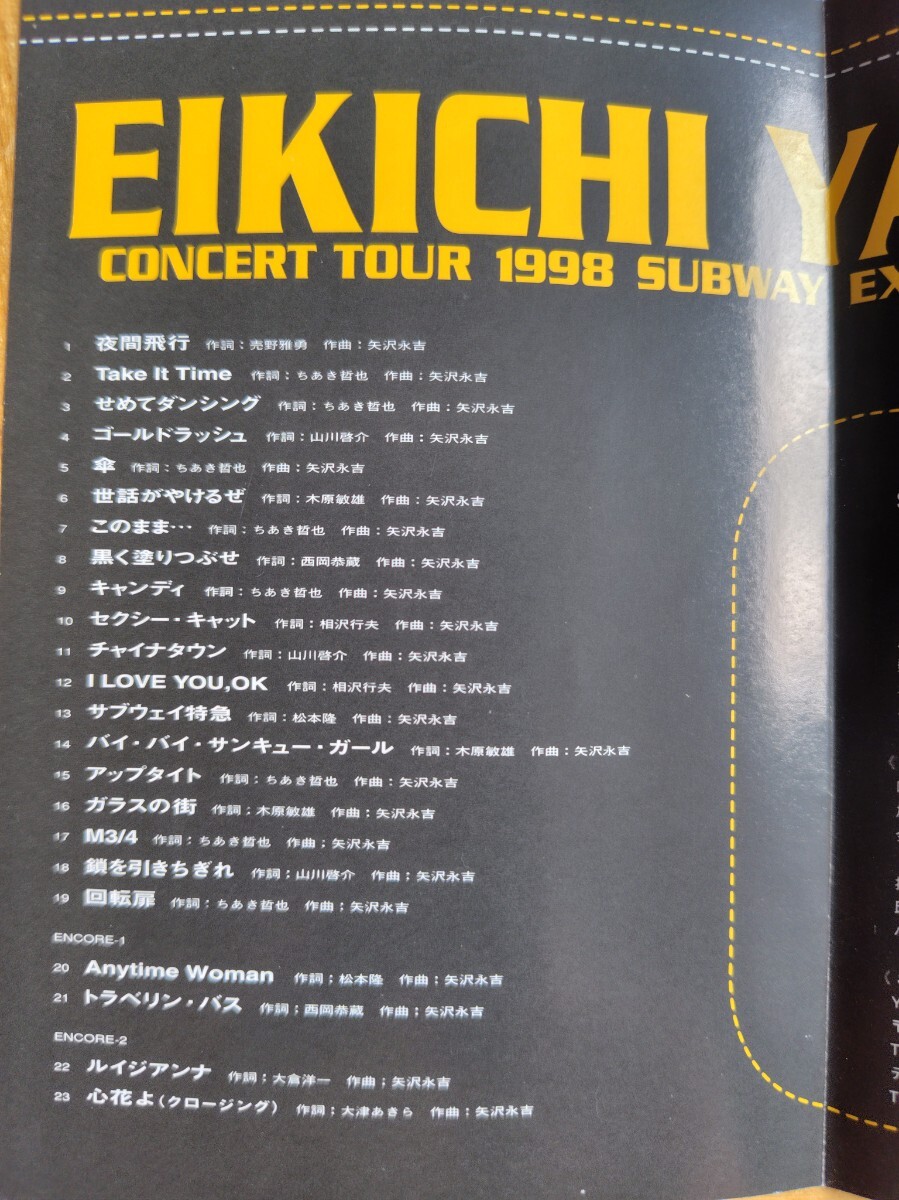 EIKICHI YA
CONCERT TOUR 1998 SUBWAY EX
1 夜間飛行 作詞:売野雅勇 作曲:矢沢永吉
2 Take It Time 作詞:ちあき哲也 作曲:矢沢永吉
3 せめてダンシング 作詞:ちあき哲也 作曲:矢沢永吉
4 ゴールドラッシュ 作詞:山川啓介 作曲:矢沢永吉
5 傘 作詞:ちあき哲也 作曲:矢沢永吉
6 世話がやけるぜ 作詞:木原敏雄 作曲:矢沢永吉
7 このまま… 作詞:ちあき哲也 作曲:矢沢永吉
8 黒く塗りつぶせ 作詞:西岡恭蔵 作曲:矢沢永吉
9 キャンディ 作詞:ちあき哲也 作曲:矢沢永吉
10 セクシー・キャット 作詞:相沢行夫 作曲:矢沢永吉
11 チャイナタウン 作詞:山川啓介 作曲:矢沢永吉
12 I LOVE YOU,OK 作詞:相沢行夫 作曲:矢沢永吉
13 サブウェイ特急 作詞:松本隆 作曲:矢沢永吉
14 バイ・バイ・サンキュー・ガール 作詞:木原敏雄 作曲:矢沢永吉
15 アップタイト 作詞:ちあき哲也 作曲:矢沢永吉
16 ガラスの街 作詞;木原敏雄 作曲:矢沢永吉
17 M3/4 作詞:ちあき哲也 作曲;矢沢永吉
18 鎖を引きちぎれ 作詞;山川啓介 作曲;矢沢永吉
19 回転扉 作詞:ちあき哲也 作曲;矢沢永吉
ENCORE-1
20 Anytime Woman 作詞;松本隆 作曲:矢沢永吉
21 トラベリン・バス 作詞;西岡恭蔵 作曲;矢沢永吉
ENCORE-2
22 ルイジアンナ 作詞;大倉洋一 作曲;矢沢永吉
23 心花よ(クロージング) 作詞;大津あきら 作曲:矢沢永吉